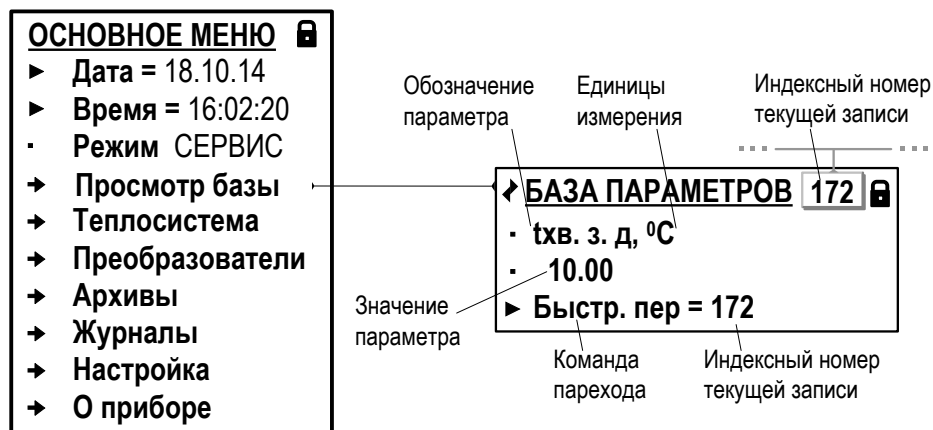 ОСНОВНОЕ МЕНЮ
Дата = 18.10.14
Время = 16:02:20
Режим СЕРВИС
Просмотр базы
Теплосистема
Преобразователи
Архивы
Журналы
Настройка
О приборе
Обозначение
параметра
Единицы
измерения
Индексный номер
текущей записи
БАЗА ПАРАМЕТРОВ 172
tхв. з. д, ⁰С
10.00
Быстр. пер = 172
Значение
параметра
Команда
парехода
Индексный номер
текущей записи